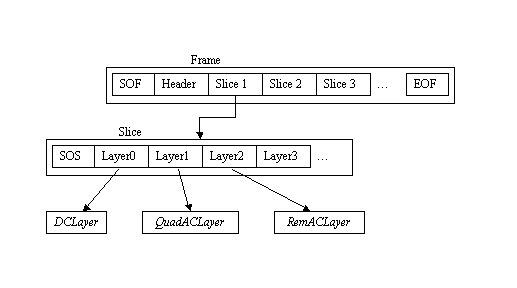 Frame
SOF Header Slice 1 Slice 2 Slice 3 ... EOF
Slice
SOS Layer0 Layer1 Layer2 Layer3 ...
DCLayer QuadACLayer RemACLayer